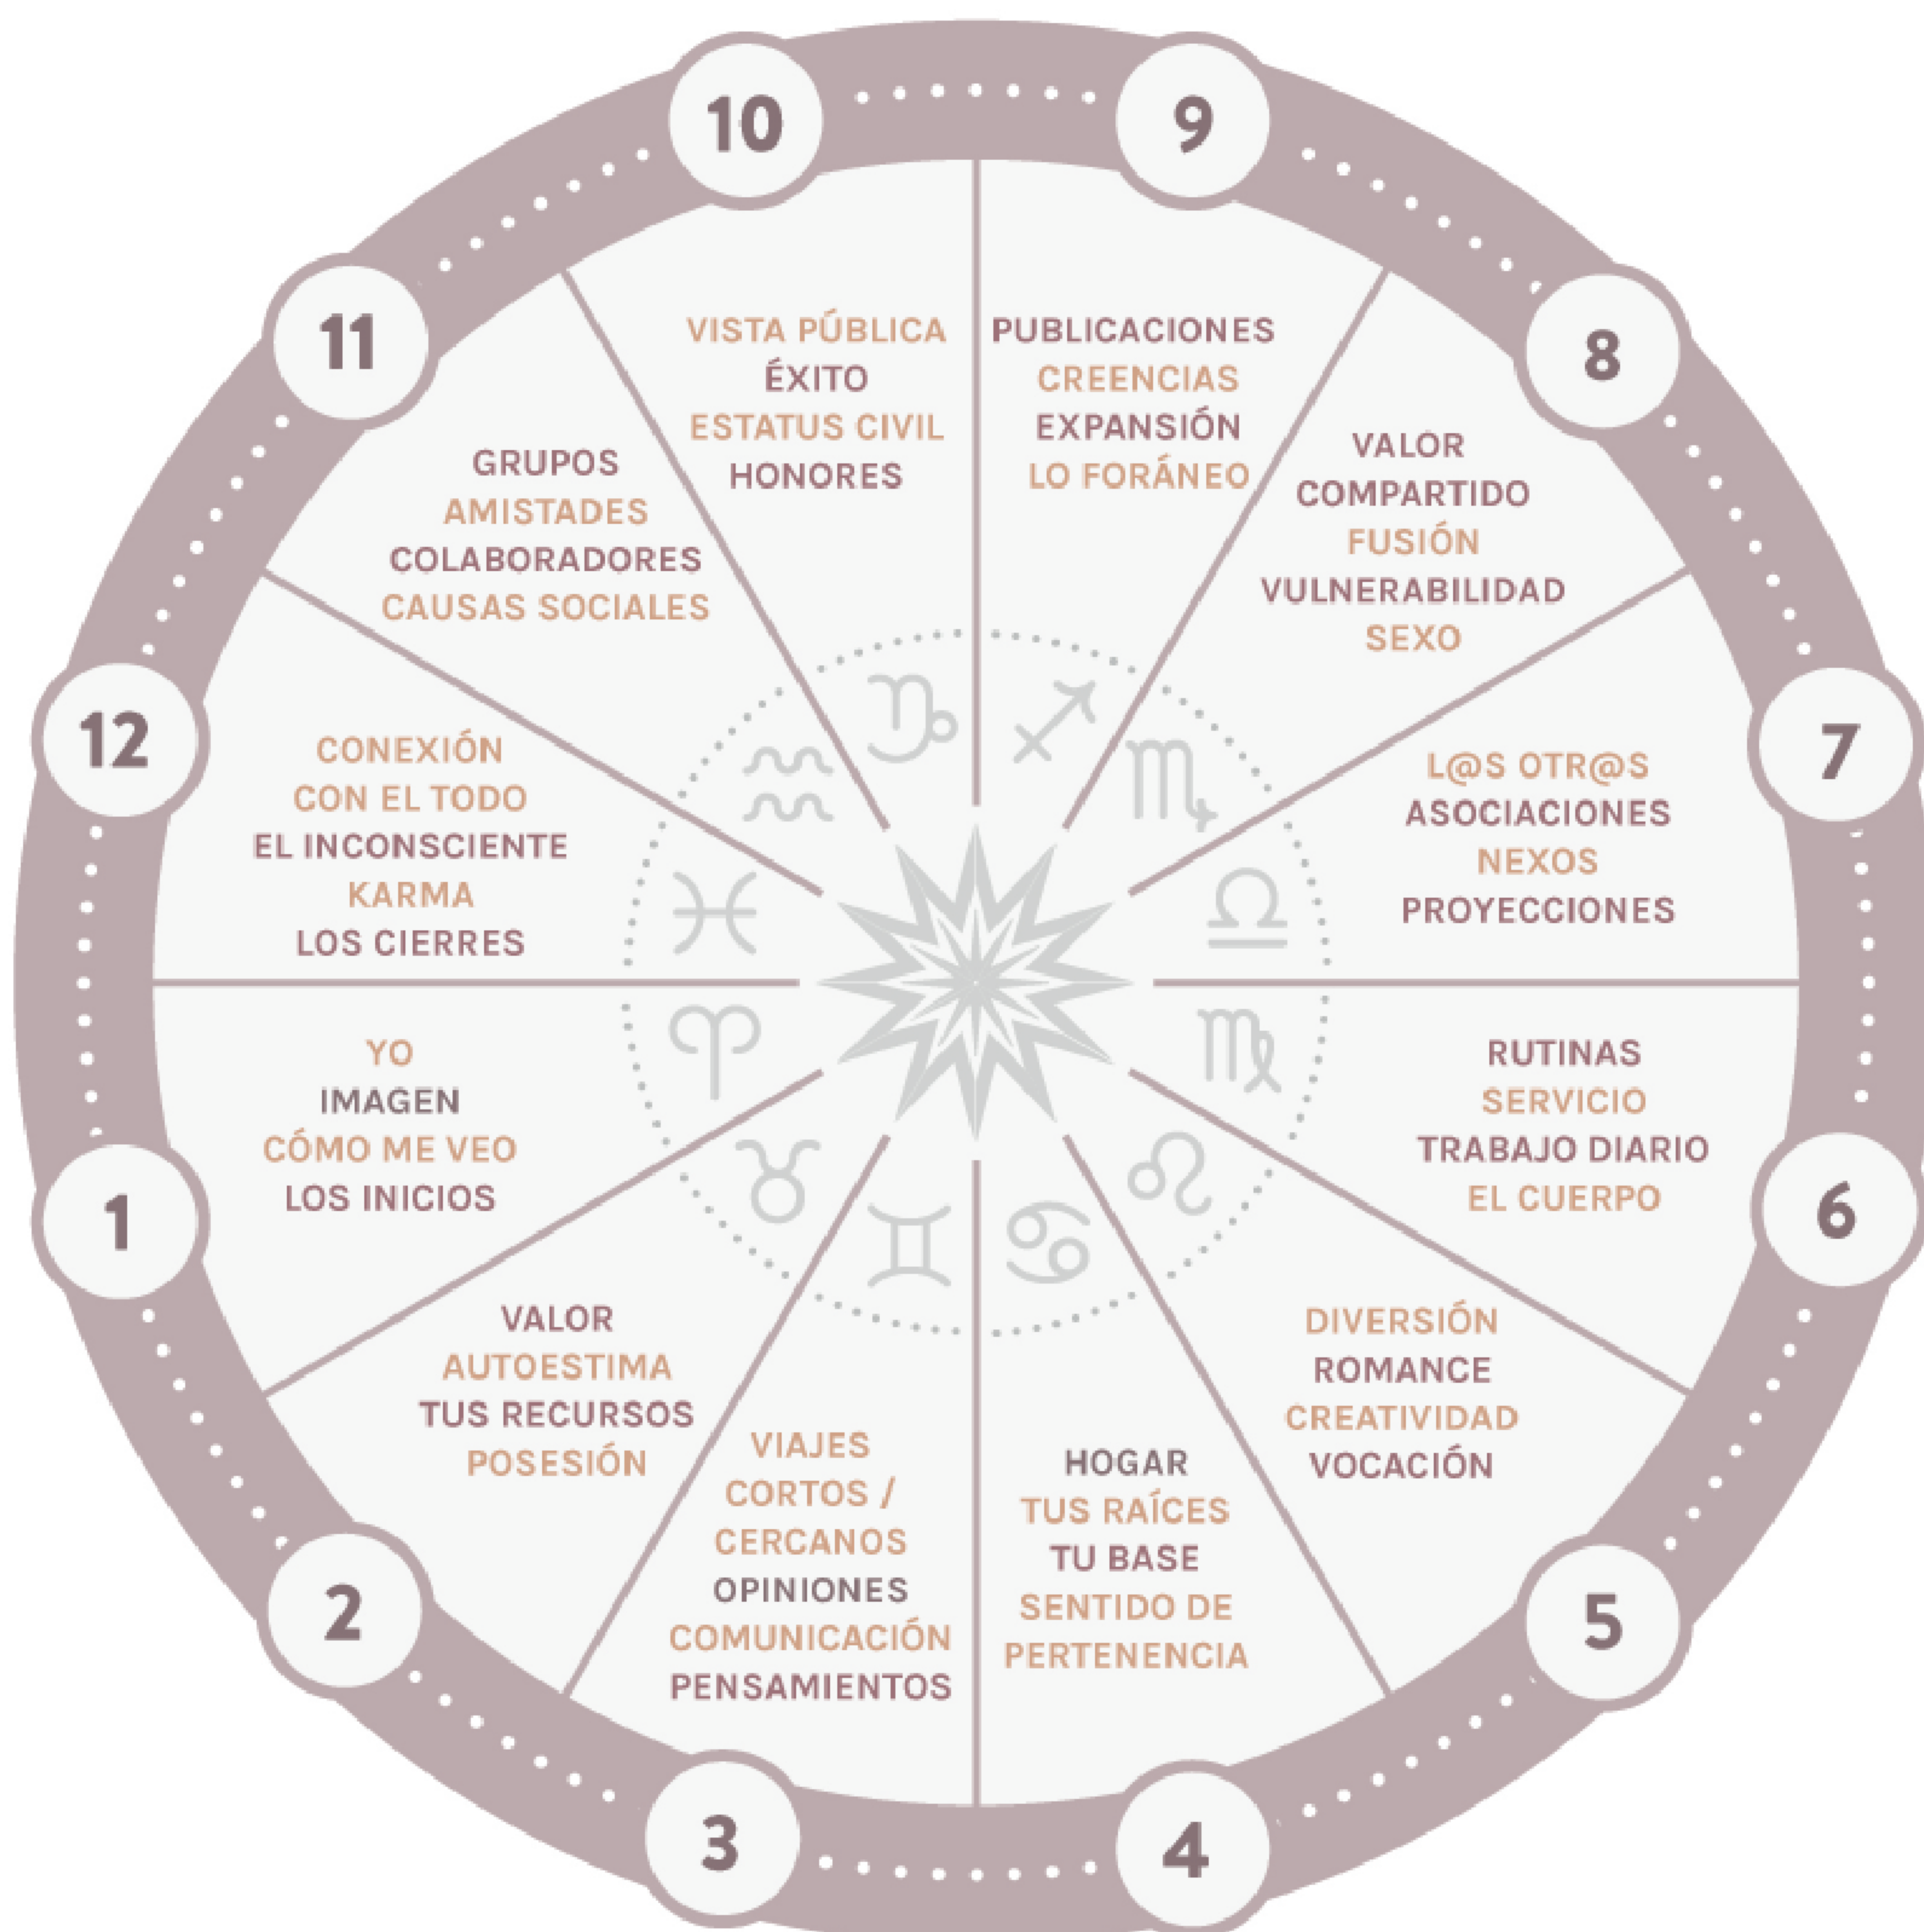 10
VISTA PÚBLICA
ÉXITO
ESTATUS CIVIL
HONORES
9
PUBLICACIONES
CREENCIAS
EXPANSIÓN
LO FORÁNEO
11
GRUPOS
AMISTADES
COLABORADORES
CAUSAS SOCIALES
8
VALOR
COMPARTIDO
FUSIÓN
VULNERABILIDAD
SEXO
12
CONEXIÓN
CON EL TODO
EL INCONSCIENTE
KARMA
LOS CIERRES
7
L@S OTR@S
ASOCIACIONES
NEXOS
PROYECCIONES
1
YO
IMAGEN
CÓMO ME VEO
LOS INICIOS
6
RUTINAS
SERVICIO
TRABAJO DIARIO
EL CUERPO
2
VALOR
AUTOESTIMA
TUS RECURSOS
POSESIÓN
5
DIVERSIÓN
ROMANCE
CREATIVIDAD
VOCACIÓN
3
VIAJES
CORTOS /
CERCANOS
OPINIONES
COMUNICACIÓN
PENSAMIENTOS
4
HOGAR
TUS RAÍCES
TU BASE
SENTIDO DE
PERTENENCIA